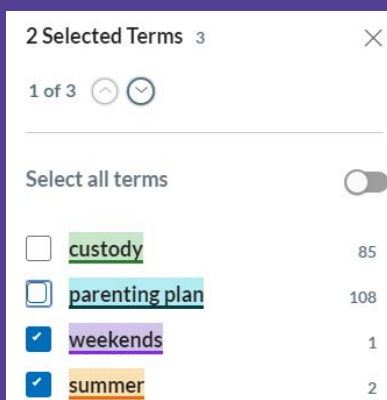 2 Selected Terms 3
1 of 3
Select all terms
custody 85
parenting plan 108
weekends 1
summer 2